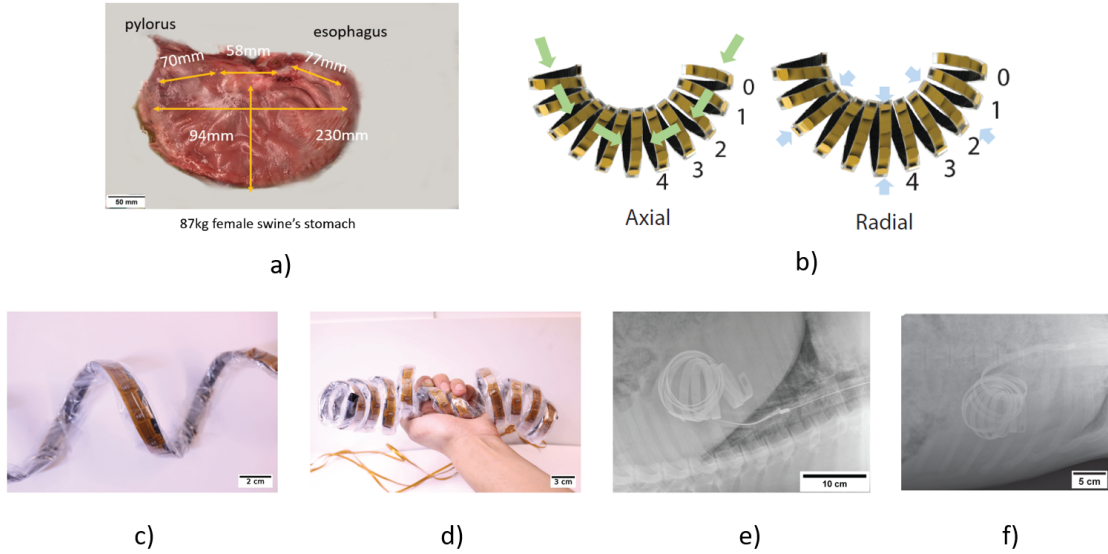 pylorus
esophagus
70mm
58mm
77mm
94mm
230mm
50 mm
87kg female swine's stomach
a)
0
1
2
3
4
Axial
0
1
2
3
4
Radial
b)
2 cm
c)
3 cm
d)
10 cm
e)
5 cm
f)